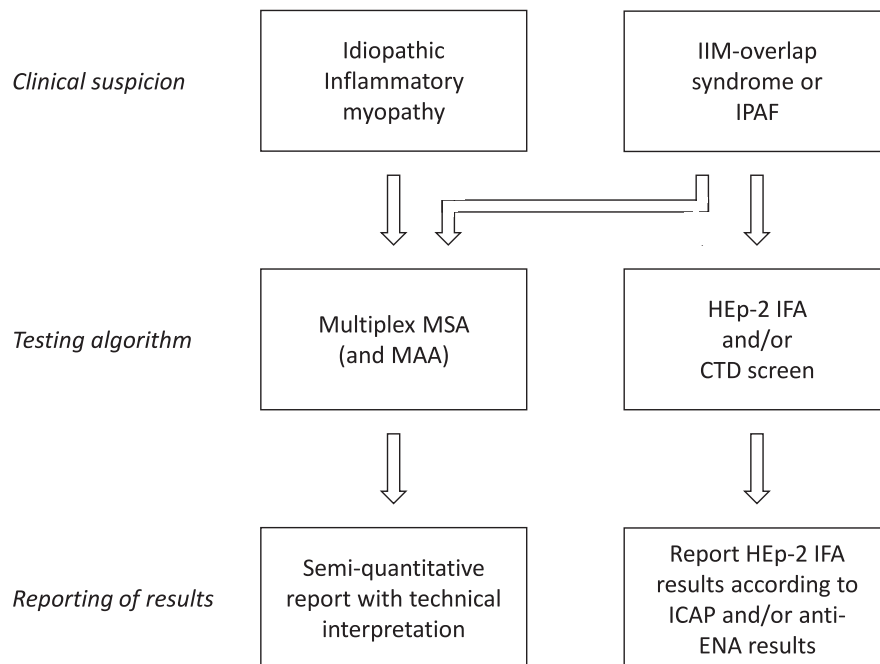 Clinical suspicion
Idiopathic
Inflammatory
myopathy
IIM-overlap
syndrome or
IPAF
Testing algorithm
Multiplex MSA
(and MAA)
HEp-2 IFA
and/or
CTD screen
Reporting of results
Semi-quantitative
report with technical
interpretation
Report HEp-2 IFA
results according to
ICAP and/or anti-
ENA results